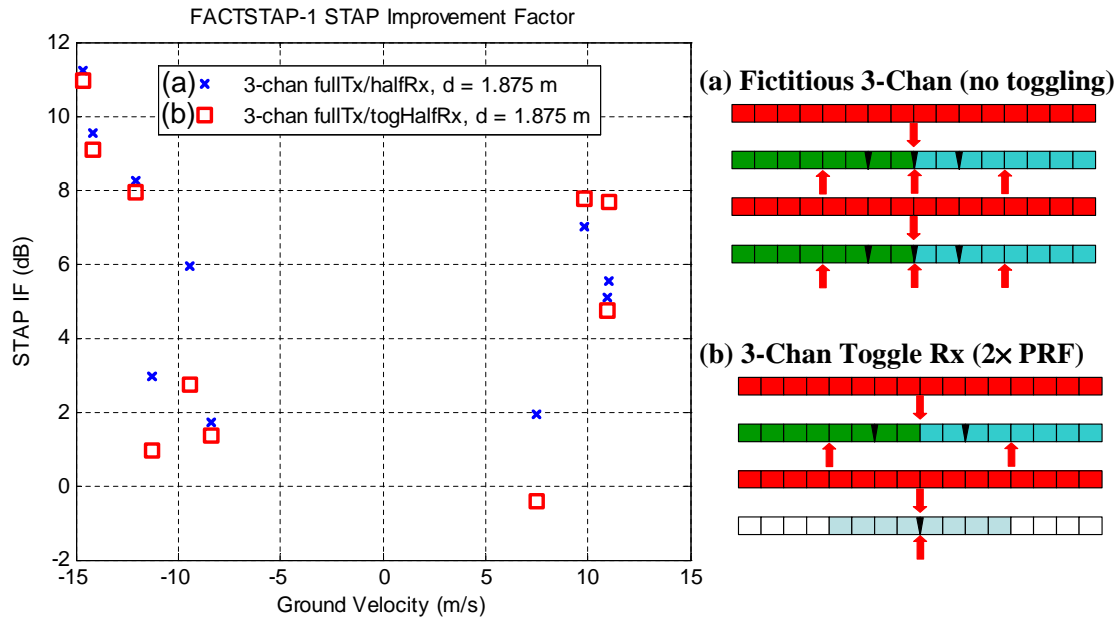 FACTSTAP-1 STAP Improvement Factor
12
10
8
6
4
2
0
-2
-15
-10
-5
0
5
10
15
STAP IF (dB)
Ground Velocity (m/s)
(a) 3-chan fullTx/halfRx, d = 1.875 m
(b) 3-chan fullTx/togHalfRx, d = 1.875 m
(a) Fictitious 3-Chan (no toggling)
(b) 3-Chan Toggle Rx (2× PRF)